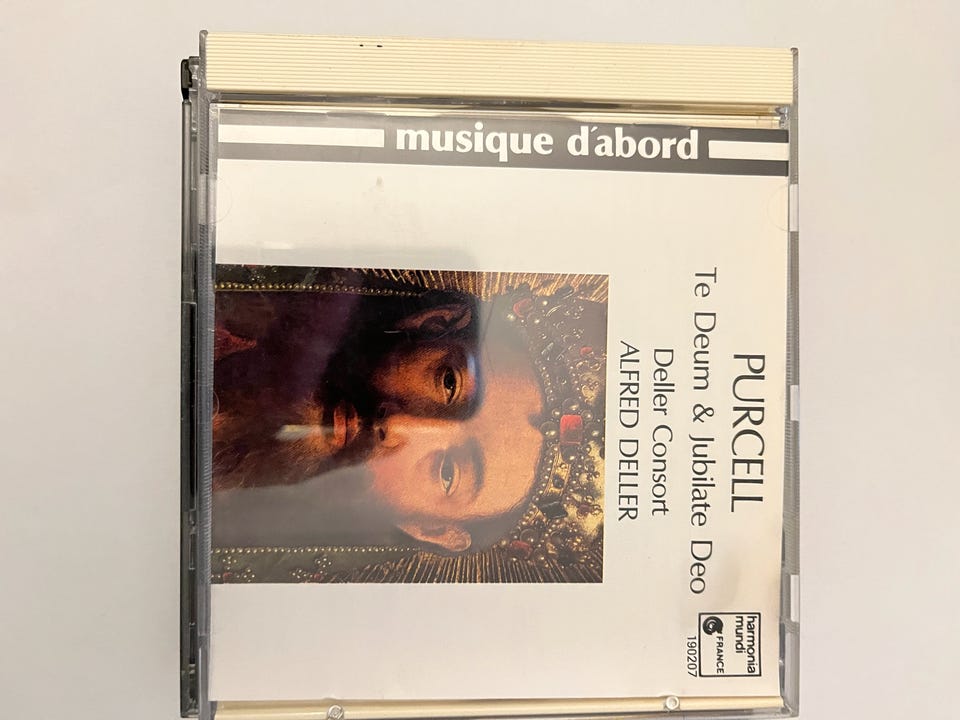 musique d'abord
PURCELL
Te Deum & Jubilate Deo
Deller Consort
ALFRED DELLER
harmonia
mundi
FRANCE
190207